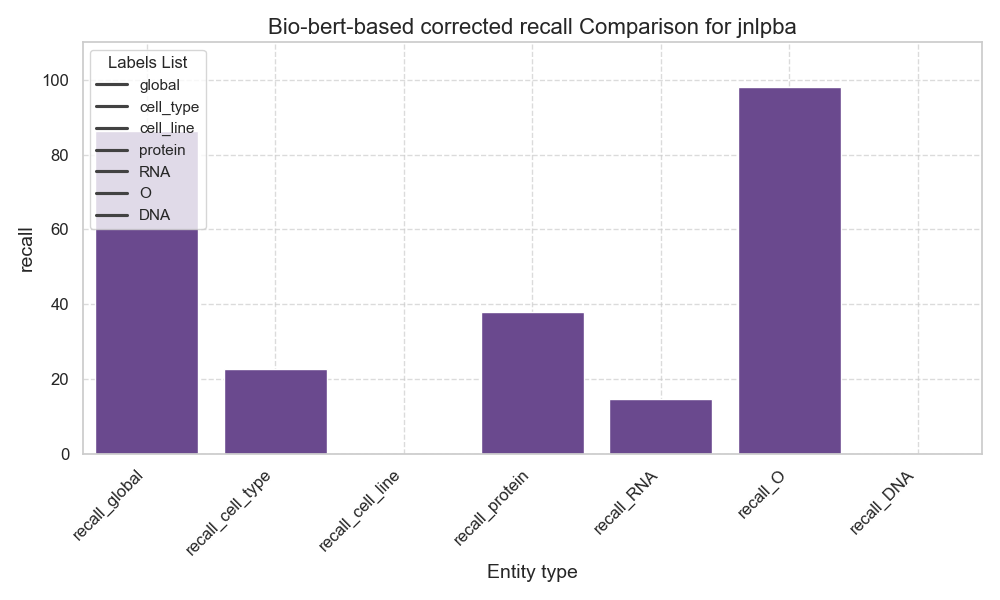 Bio-bert-based corrected recall Comparison for jnlpba
Labels List
global
cell_type
cell_line
protein
RNA
O
DNA
100
80
60
40
20
0
recall
recall_global
recall_cell_type
recall_cell_line
recall_protein
recall_RNA
recall_O
recall_DNA
Entity type